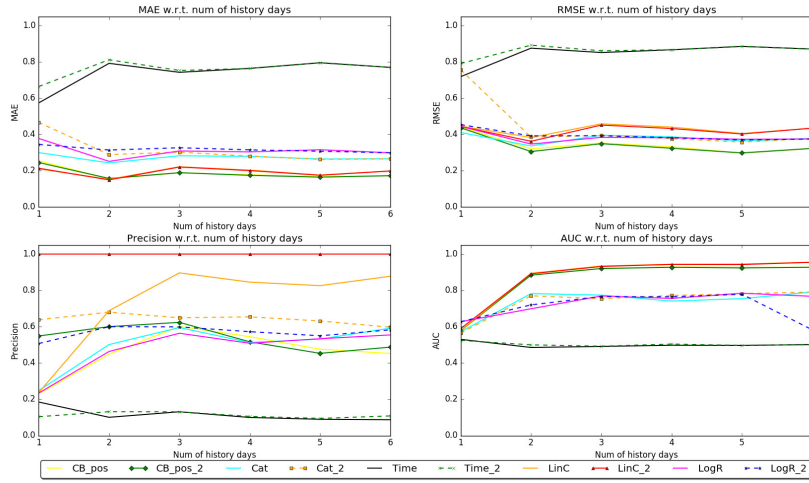 MAE w.r.t. num of history days
RMSE w.r.t. num of history days
1.0
0.8
0.6
0.4
0.2
0.0
MAE
1 2 3 4 5 6
Num of history days
1.0
0.8
0.6
0.4
0.2
0.0
RMSE
1 2 3 4 5
Num of history days
Precision w.r.t. num of history days
AUC w.r.t. num of history days
1.0
0.8
0.6
0.4
0.2
0.0
Precision
1 2 3 4 5 6
Num of history days
1.0
0.8
0.6
0.4
0.2
0.0
AUC
1 2 3 4 5
Num of history days
CB_pos CB_pos_2 Cat Cat_2 Time Time_2 LinC LinC_2 LogR LogR_2